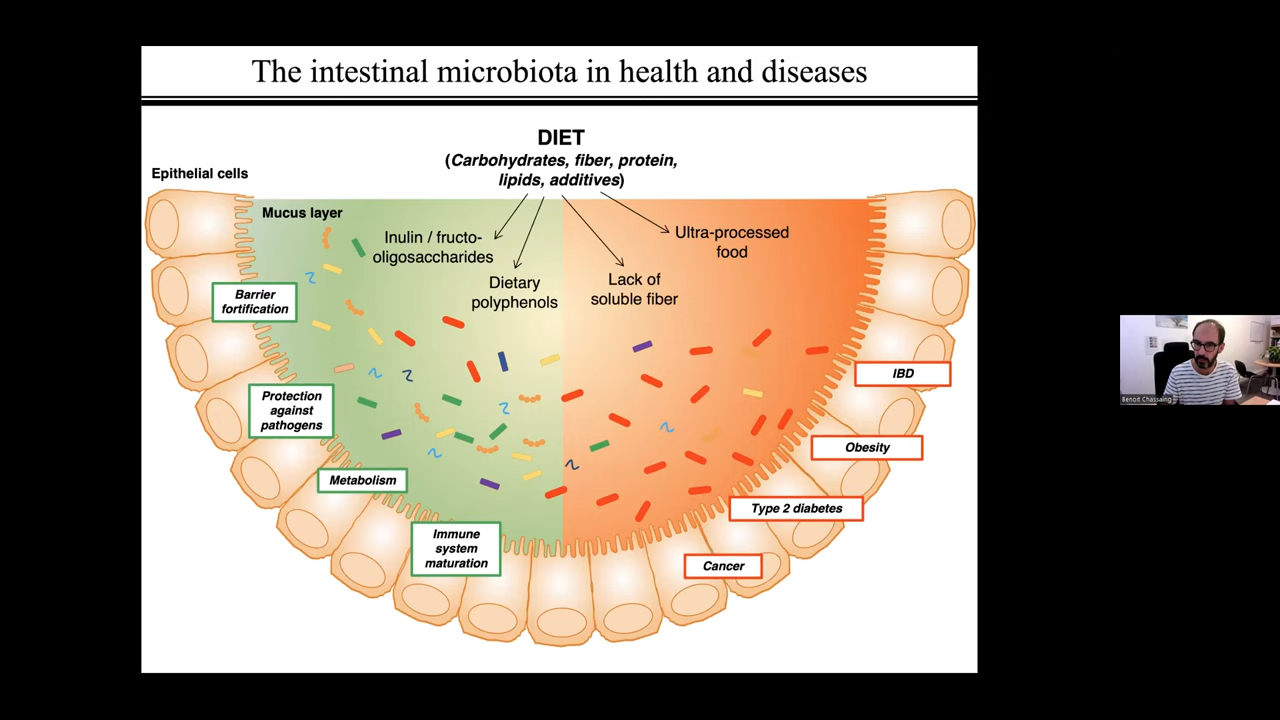 The intestinal microbiota in health and diseases
DIET
(Carbohydrates, fiber, protein,
lipids, additives)
Epithelial cells
Mucus layer
Inulin / fructo-
oligosaccharides
Dietary
polyphenols
Lack of
soluble fiber
Ultra-processed
food
Barrier
fortification
Protection
against
pathogens
Metabolism
Immune
system
maturation
IBD
Obesity
Type 2 diabetes
Cancer
Benoit Chassaing